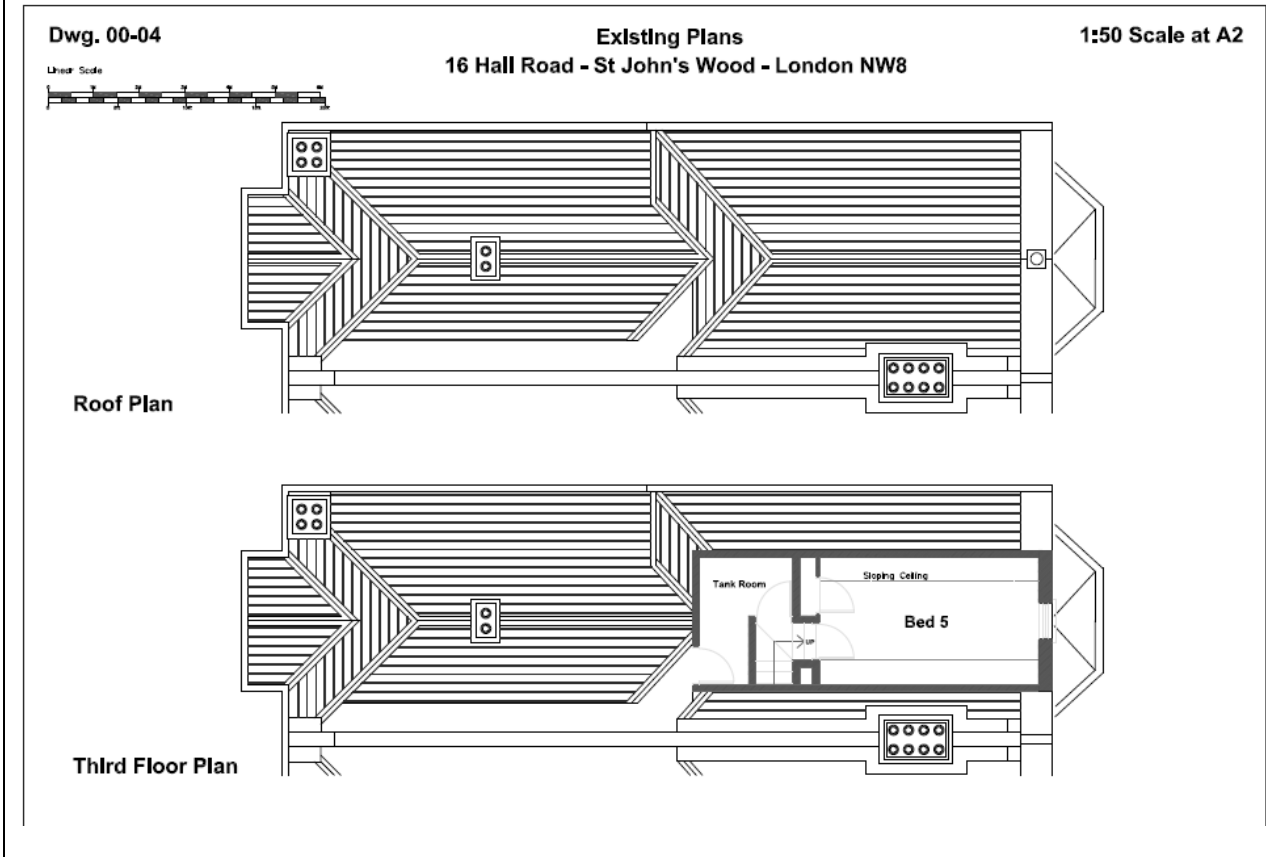 Dwg. 00-04
Existing Plans
1:50 Scale at A2
16 Hall Road - St John's Wood - London NW8
Linear Scale
Roof Plan
Tank Room
Sloping Ceiling
Bed 5
UP
Third Floor Plan